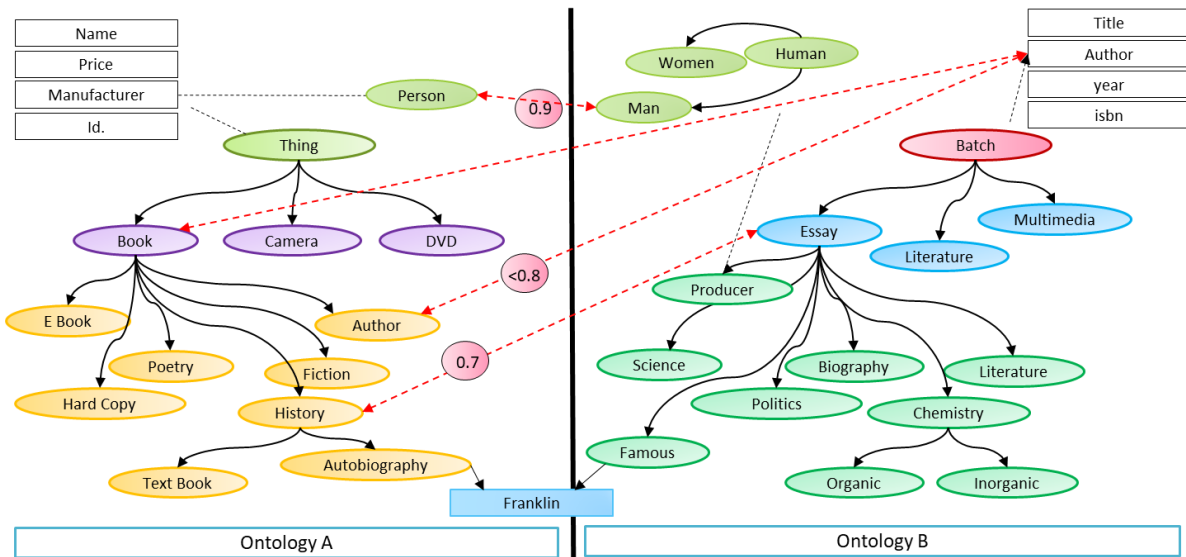 Name
Price
Manufacturer
Id.
Person
Thing
Book
Camera
DVD
E Book
Author
Poetry
Fiction
Hard Copy
History
Text Book
Autobiography
0.9
<0.8
0.7
Franklin
Ontology A
Women
Human
Man
Title
Author
year
isbn
Batch
Essay
Multimedia
Literature
Producer
Science
Biography
Literature
Politics
Chemistry
Famous
Organic
Inorganic
Ontology B